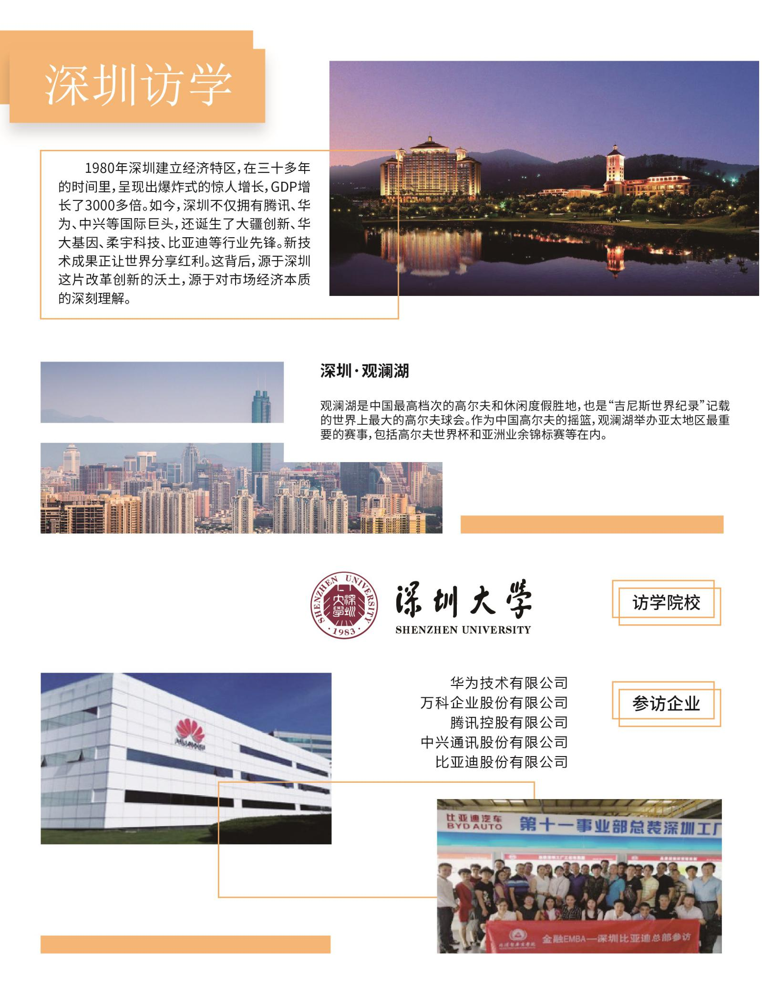 深圳访学
1980年深圳建立经济特区，在三十多年
的时间里，呈现出爆炸式的惊人增长，GDP增
长了3000多倍。如今，深圳不仅拥有腾讯、华
为、中兴等国际巨头，还诞生了大疆创新、华
大基因、柔宇科技、比亚迪等行业先锋。新技
术成果正让世界分享红利。这背后，源于深圳
这片改革创新的沃土，源于对市场经济本质
的深刻理解。
深圳·观澜湖
观澜湖是中国最高档次的高尔夫和休闲度假胜地，也是“吉尼斯世界纪录”记载
的世界上最大的高尔夫球会。作为中国高尔夫的摇篮，观澜湖举办亚太地区最重
要的赛事，包括高尔夫世界杯和亚洲业余锦标赛等在内。
SHENZHEN UNIVERSITY
深圳
大學
·1983·
深圳大学
SHENZHEN UNIVERSITY
访学院校
华为技术有限公司
万科企业股份有限公司
腾讯控股有限公司
中兴通讯股份有限公司
比亚迪股份有限公司
参访企业
HUAWEI
比亚迪汽车
BYD AUTO
第十一事业部总装深圳工厂
金融EMBA—深圳比亚迪总部参访